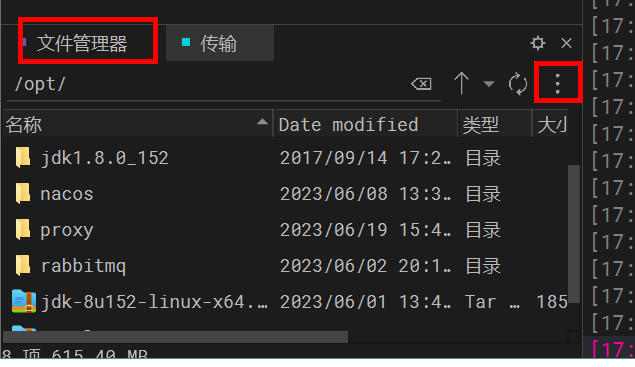 文件管理器 传输
/opt/
名称 Date modified 类型 大小
jdk1.8.0_152 2017/09/14 17:2… 目录
nacos 2023/06/08 13:3… 目录
proxy 2023/06/19 15:4… 目录
rabbitmq 2023/06/02 20:1… 目录
jdk-8u152-linux-x64.… 2023/06/01 13:4… Tar … 185
8 项 615.40 MB
[17:
[17:
[17:
[17:
[17:
[17:
[17:
[17:
[17:
[17:
[17:
[17:
[17: